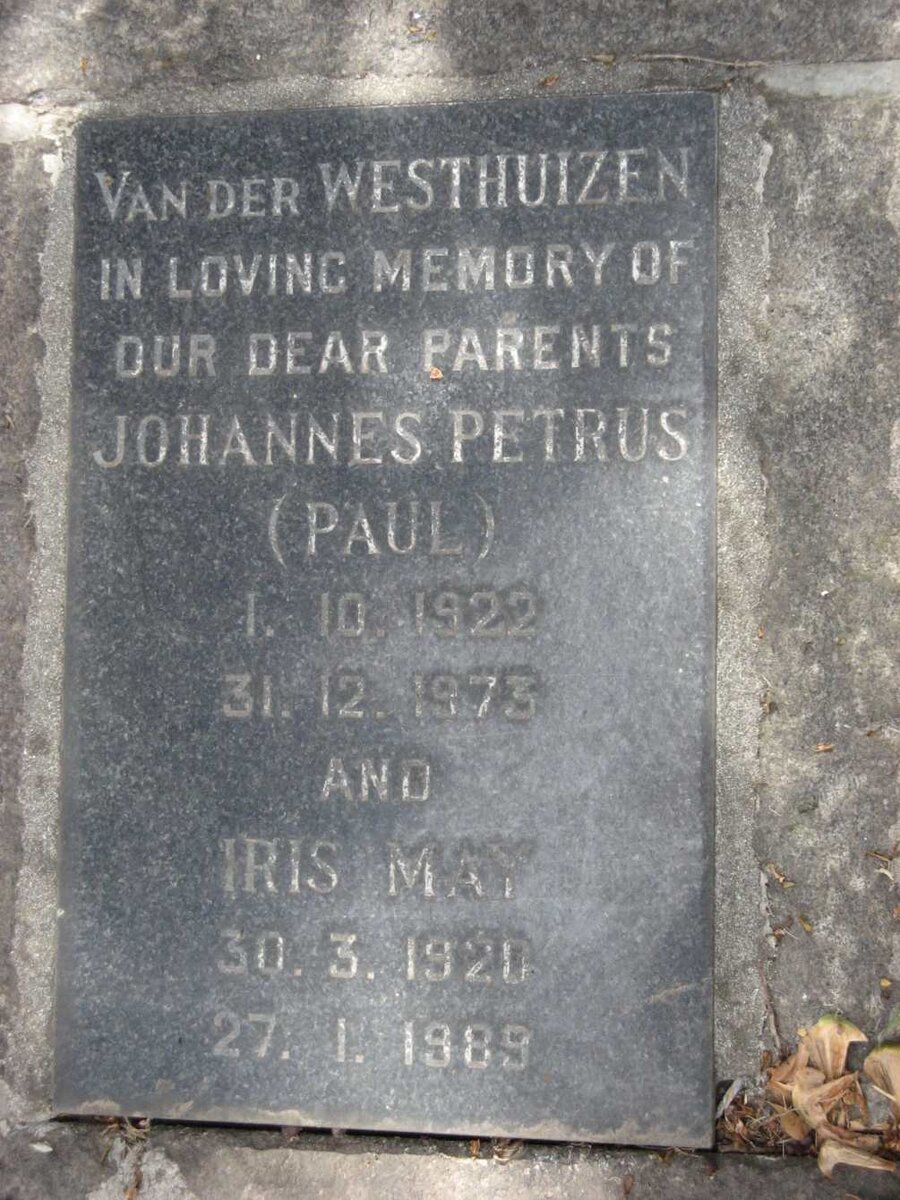 VAN DER WESTHUIZEN
IN LOVING MEMORY OF
OUR DEAR PARENTS
JOHANNES PETRUS
(PAUL)
1. 10. 1922
31. 12. 1973
AND
IRIS MAY
30. 3. 1920
27. 1. 1989